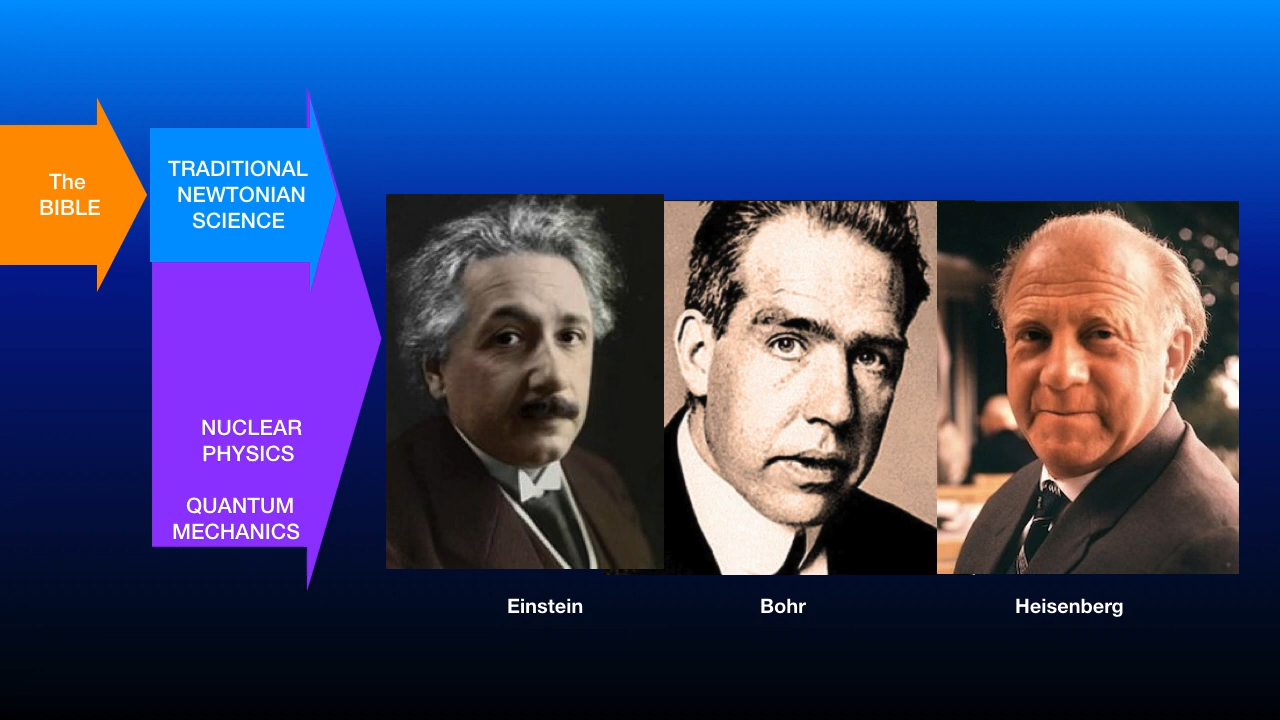 The
BIBLE
TRADITIONAL
NEWTONIAN
SCIENCE
NUCLEAR
PHYSICS
QUANTUM
MECHANICS
Einstein
Bohr
Heisenberg